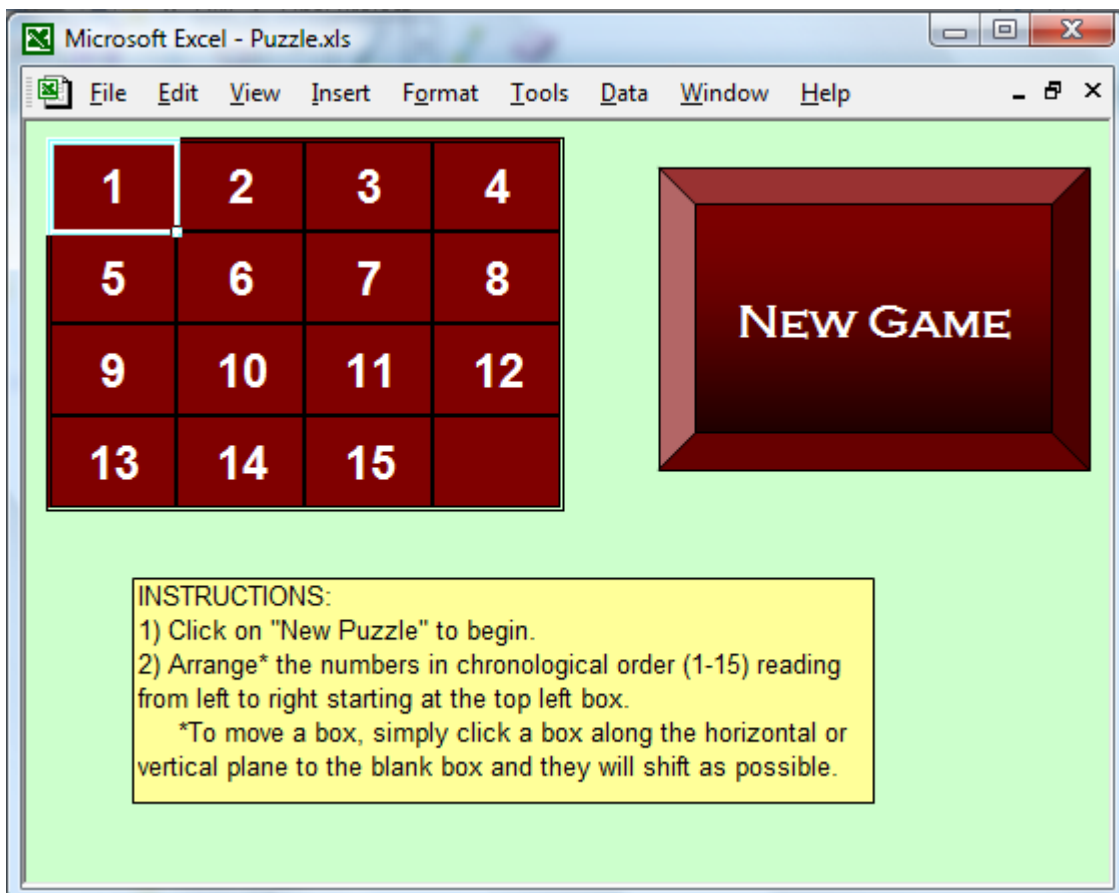 Microsoft Excel - Puzzle.xls
File Edit View Insert Format Tools Data Window Help
1 2 3 4
5 6 7 8
9 10 11 12
13 14 15
NEW GAME
INSTRUCTIONS:
1) Click on "New Puzzle" to begin.
2) Arrange* the numbers in chronological order (1-15) reading
from left to right starting at the top left box.
*To move a box, simply click a box along the horizontal or
vertical plane to the blank box and they will shift as possible.